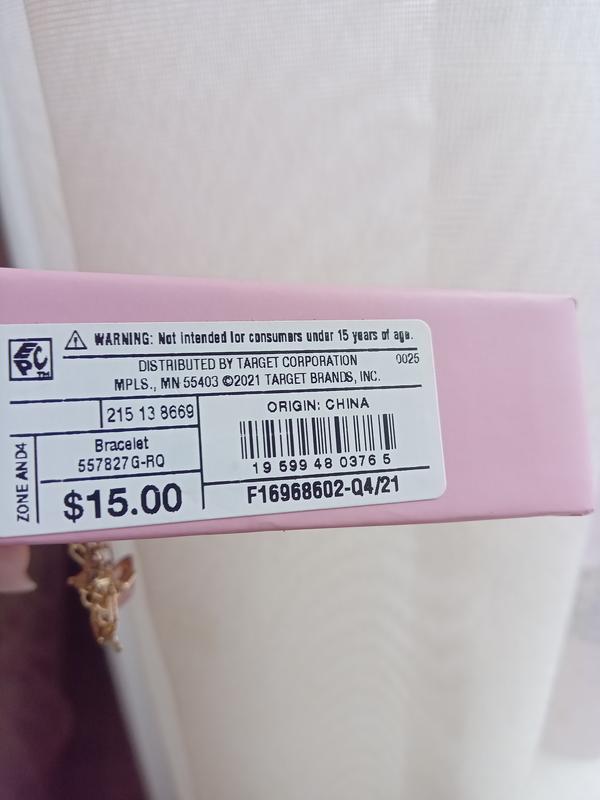 EPC™
WARNING: Not intended for consumers under 15 years of age.
DISTRIBUTED BY TARGET CORPORATION 0025
MPLS., MN 55403 ©2021 TARGET BRANDS, INC.
215 13 8669
ORIGIN: CHINA
ZONE AND4
Bracelet
557827G-RQ
19 599 48 0376 5
$15.00
F16968602-Q4/21